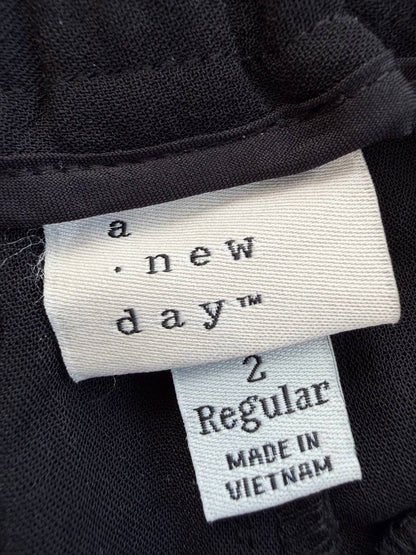 a
· new
day™
2
Regular
MADE IN
VIETNAM